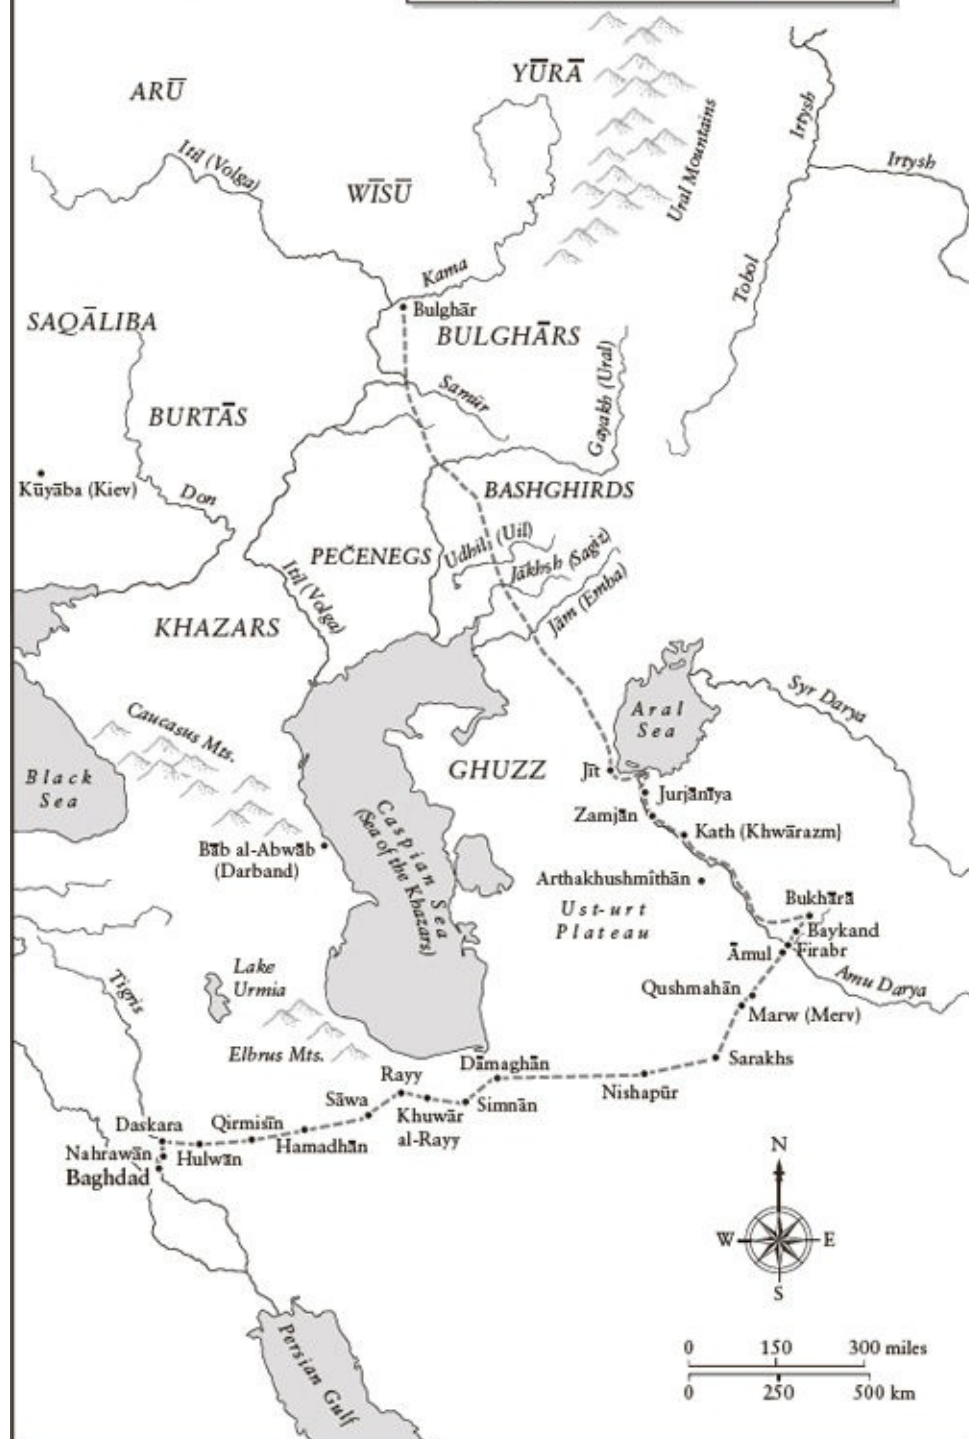 YŪRĀ
ARŪ
Ural Mountains
Irtysh
Irtysh
Itil (Volga)
WĪSŪ
Kama
Tobol
Bulghār
SAQĀLIBA
BULGHĀRS
Gayakh (Ural)
Samūr
BURTĀS
Kūyāba (Kiev)
Don
BASHGHIRDS
PEČENEGS
Udhil (Uil)
Jākhsh (Sagiz)
Itil (Volga)
Jām (Emba)
KHAZARS
Syr Darya
Caucasus Mts.
Aral
Sea
Black
Sea
GHUZZ
Jīt
Jurjānīya
Zamjān
Kath (Khwārazm)
Caspian Sea
(Sea of the Khazars)
Bāb al-Abwāb
(Darband)
Arthakhushmīthān
Ust-urt
Plateau
Bukhārā
Baykand
Firabr
Āmul
Amu Darya
Tigris
Lake
Urmia
Qushmahān
Marw (Merv)
Elbrus Mts.
Dāmaghān
Sarakhs
Rayy
Nishapūr
Sāwa
Khuwār
al-Rayy
Simnān
Daskara
Qirmisīn
Hamadhān
Nahrawān
Hulwān
Baghdad
N
W
E
S
Persian Gulf
0 150 300 miles
0 250 500 km